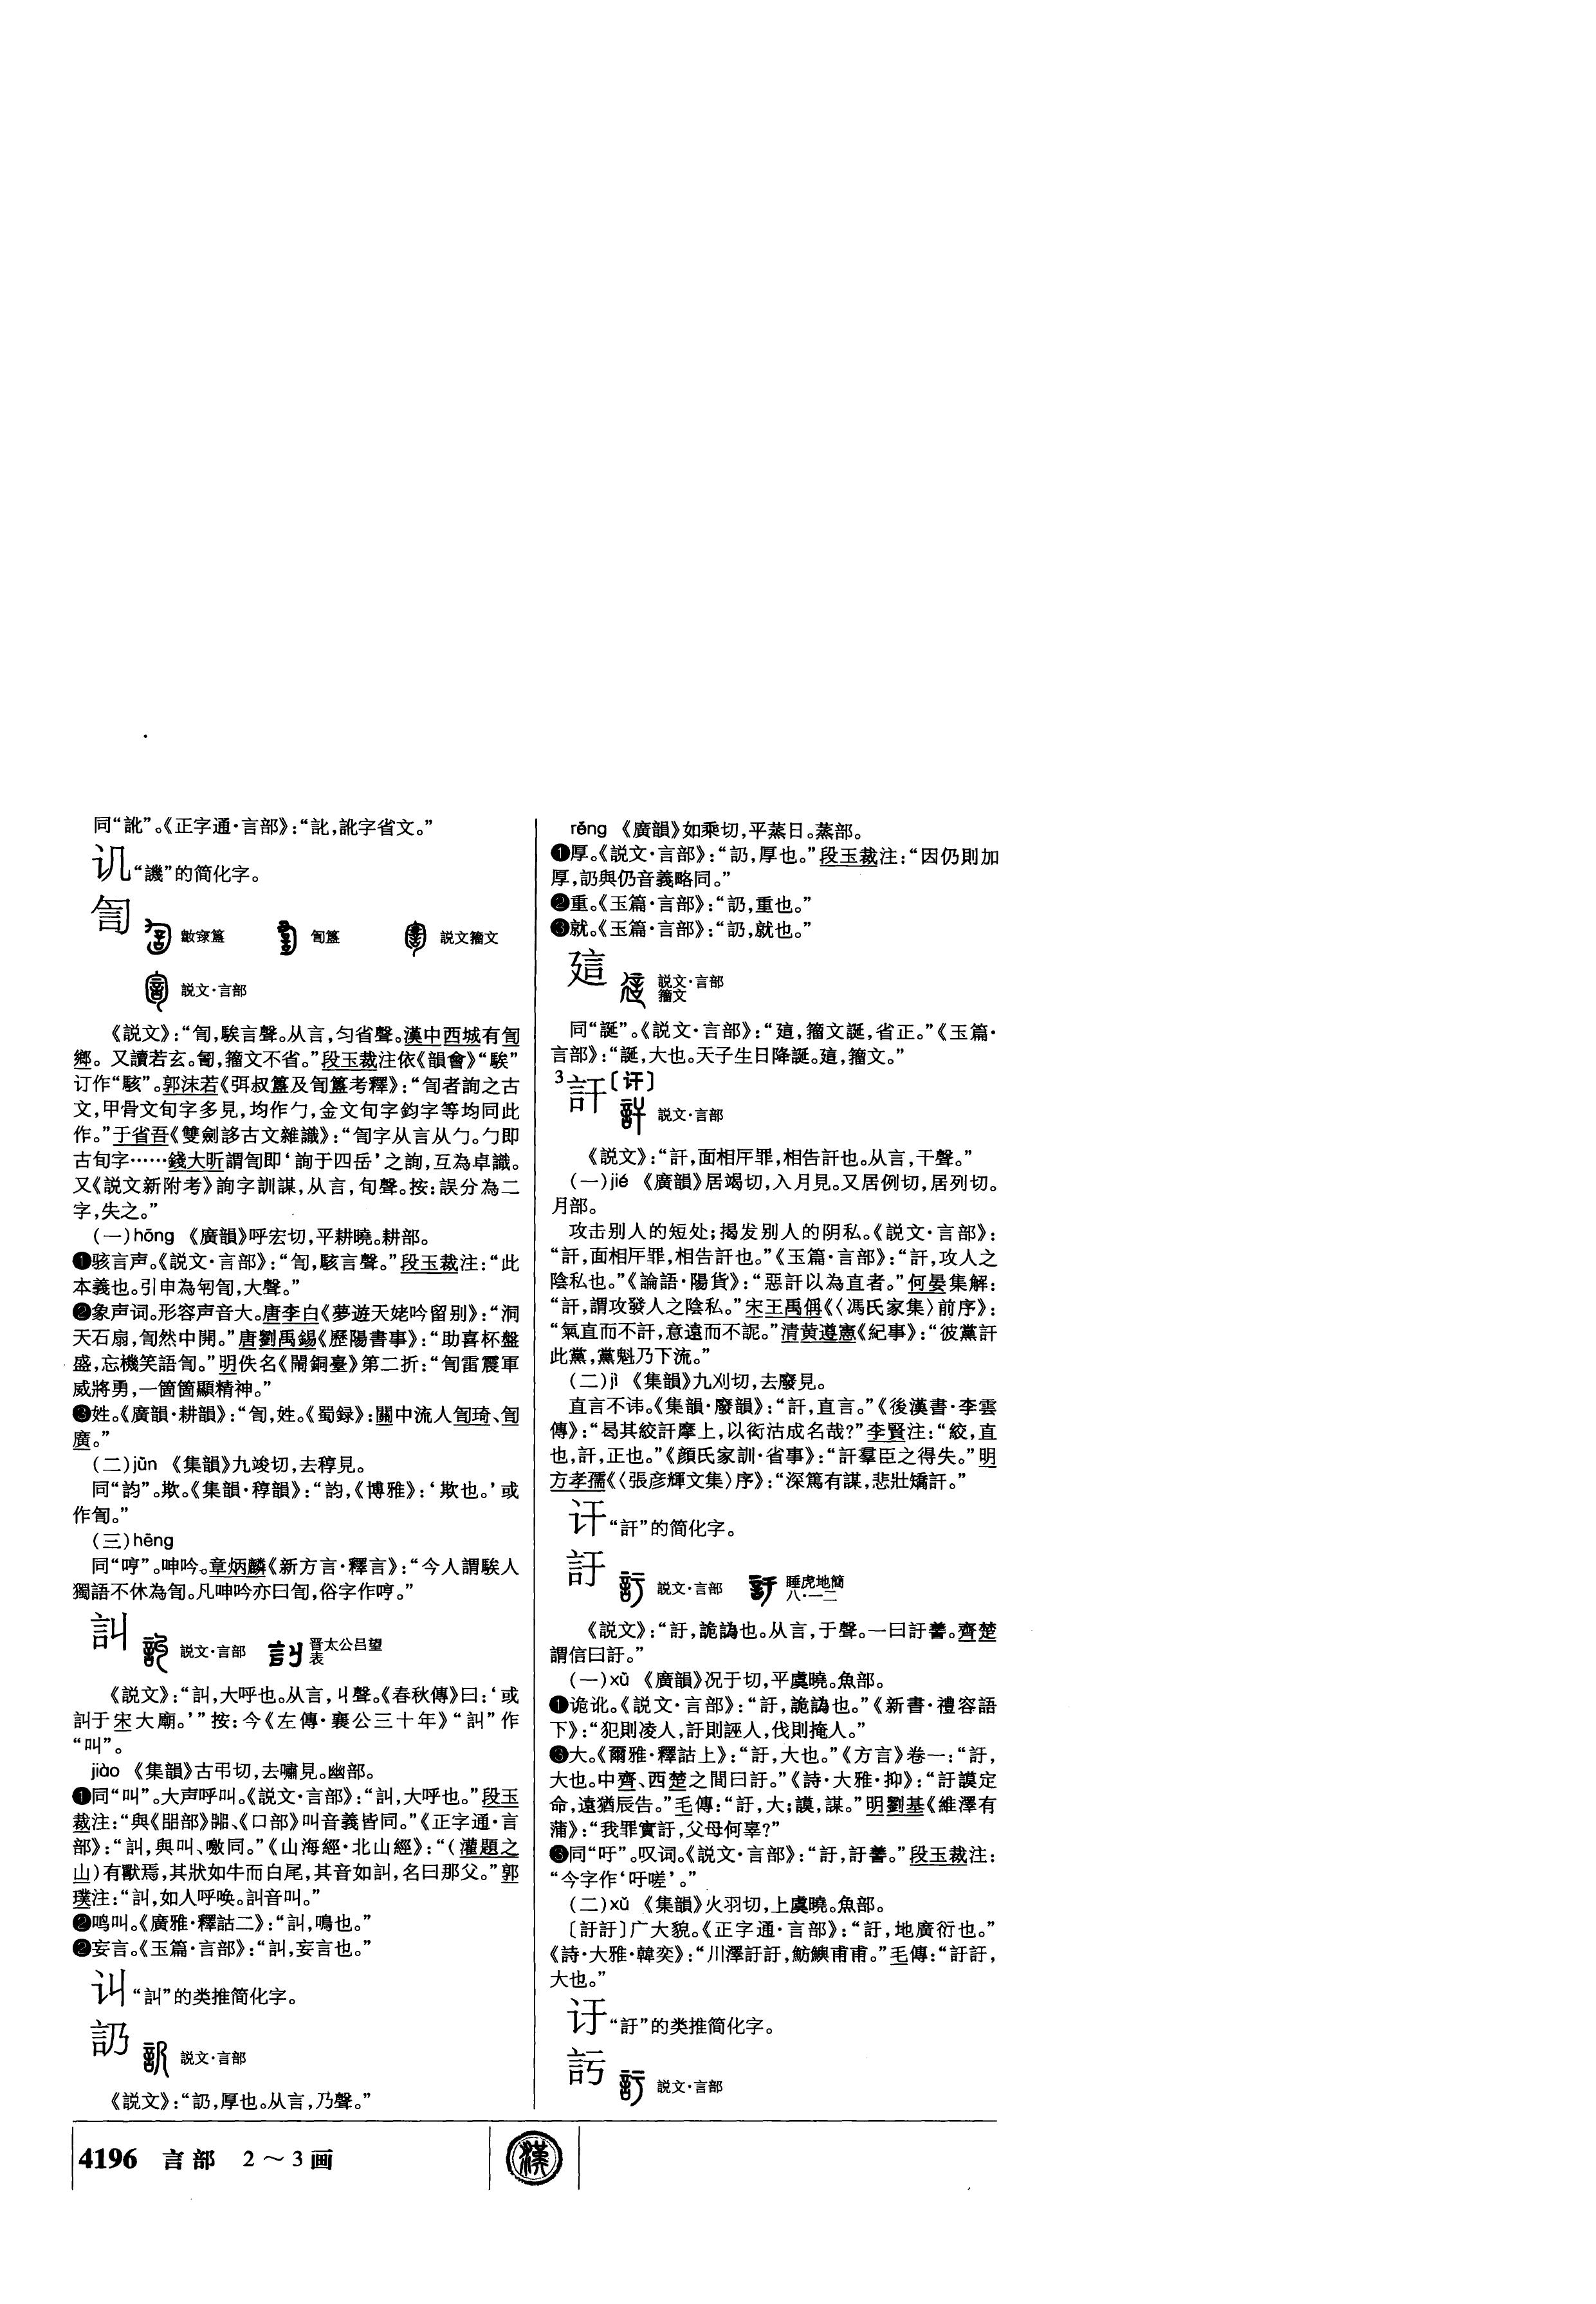 同“訛”。《正字通·言部》：“訿，訛字省文。”
讥“譏”的简化字。
訇
訇簋 説文籀文
説文·言部
《説文》：“訇，騃言聲。从言，匀省聲。漢中西城有訇
鄉。又讀若玄。訇，籀文不省。”段玉裁注依《韻會》“騃”
订作“駭”。郭沫若《弭叔簋及訇簋考釋》：“訇者詢之古
文，甲骨文旬字多見，均作勹，金文旬字鈞字等均同此
作。”于省吾《雙劍誃古文雜識》：“訇字从言从勹。勹即
古旬字……錢大昕謂訇即‘詢于四岳’之詢，互為卓識。
又《説文新附考》詢字訓謀，从言，旬聲。按：誤分為二
字，失之。”
（一）hōng 《廣韻》呼宏切，平耕曉。耕部。
❶骇言声。《説文·言部》：“訇，駭言聲。”段玉裁注：“此
本義也。引申為訇，大聲。”
❷象声词。形容声音大。唐李白《夢遊天姥吟留别》：“洞
天石扇，訇然中開。”唐劉禹錫《歷陽書事》：“助喜杯盤
盛，忘機笑語訇。”明佚名《鬧銅臺》第二折：“訇雷震軍
威將勇，一箇箇顯精神。”
❸姓。《廣韻·耕韻》：“訇，姓。《蜀録》：關中流人訇琦、訇
廣。”
（二）jùn 《集韻》九竣切，去稕見。
同“䛒”。欺。《集韻·稕韻》：“䛒，《博雅》：‘欺也。’或
作訇。”
（三）hēng
同“哼”。呻吟。章炳麟《新方言·釋言》：“今人謂騃人
獨語不休為訇。凡呻吟亦曰訇，俗字作哼。”
訆 説文·言部 晋太公吕望
表
《説文》：“訆，大呼也。从言，丩聲。《春秋傳》曰：‘或
訆于宋大廟。’”按：今《左傳·襄公三十年》“訆”作
“叫”。
jiào 《集韻》古弔切，去嘯見。幽部。
❶同“叫”。大声呼叫。《説文·言部》：“訆，大呼也。”段玉
裁注：“與《㗊部》嘂、《口部》叫音義皆同。”《正字通·言
部》：“訆，與叫、噭同。”《山海經·北山經》：“（灌題之
山）有獸焉，其狀如牛而白尾，其音如訆，名曰那父。”郭
璞注：“訆，如人呼唤。訆音叫。”
❷鸣叫。《廣雅·釋詁二》：“訆，鳴也。”
❷妄言。《玉篇·言部》：“訆，妄言也。”
“訆”的类推简化字。
訒 説文·言部
《説文》：“訒，厚也。从言，乃聲。”
réng 《廣韻》如乘切，平蒸日。蒸部。
❶厚。《説文·言部》：“，厚也。”段玉裁注：“因仍則加
厚，與仍音義略同。”
❷重。《玉篇·言部》：“，重也。”
❸就。《玉篇·言部》：“，就也。”
説文·言部
籀文
同“誕”。《説文·言部》：“，籀文誕，省正。”《玉篇·
言部》：“誕，大也。天子生日降誕。，籀文。”
3訐〔讦〕
説文·言部
《説文》：“訐，面相厈罪，相告訐也。从言，干聲。”
（一）jié 《廣韻》居竭切，入月見。又居例切，居列切。
月部。
攻击别人的短处；揭发别人的阴私。《説文·言部》：
“訐，面相厈罪，相告訐也。”《玉篇·言部》：“訐，攻人之
陰私也。”《論語·陽貨》：“惡訐以為直者。”何晏集解：
“訐，謂攻發人之陰私。”宋王禹偁《〈馮氏家集〉前序》：
“氣直而不訐，意遠而不泥。”清黄遵憲《紀事》：“彼黨訐
此黨，黨魁乃下流。”
（二）jì 《集韻》九刈切，去廢見。
直言不讳。《集韻·廢韻》：“訐，直言。”《後漢書·李雲
傳》：“曷其絞訐摩上，以衒沽成名哉？”李賢注：“絞，直
也，訐，正也。”《顔氏家訓·省事》：“訐羣臣之得失。”明
方孝孺《〈張彦輝文集〉序》：“深篤有謀，悲壯矯訐。”
讦“訐”的简化字。
訏 説文·言部 睡虎地簡
八·一二
《説文》：“訏，詭譌也。从言，于聲。一曰訏謩。齊楚
謂信曰訏。”
（一）xū 《廣韻》况于切，平虞曉。魚部。
❶诡讹。《説文·言部》：“訏，詭譌也。”《新書·禮容語
下》：“犯則凌人，訏則誣人，伐則掩人。”
❷大。《爾雅·釋詁上》：“訏，大也。”《方言》卷一：“訏，
大也。中齊、西楚之間曰訏。”《詩·大雅·抑》：“訏謨定
命，遠猶辰告。”毛傳：“訏，大；謨，謀。”明劉基《維澤有
蒲》：“我罪實訏，父母何辜？”
❸同“吁”。叹词。《説文·言部》：“訏，訏。”段玉裁注：
“今字作‘吁嗟’。”
（二）xǔ 《集韻》火羽切，上虞曉。魚部。
〔訏訏〕广大貌。《正字通·言部》：“訏，地廣衍也。”
《詩·大雅·韓奕》：“川澤訏訏，魴鱮甫甫。”毛傳：“訏訏，
大也。”
𬣙“訏”的类推简化字。
説文·言部
4196 言部 2～3画
漢